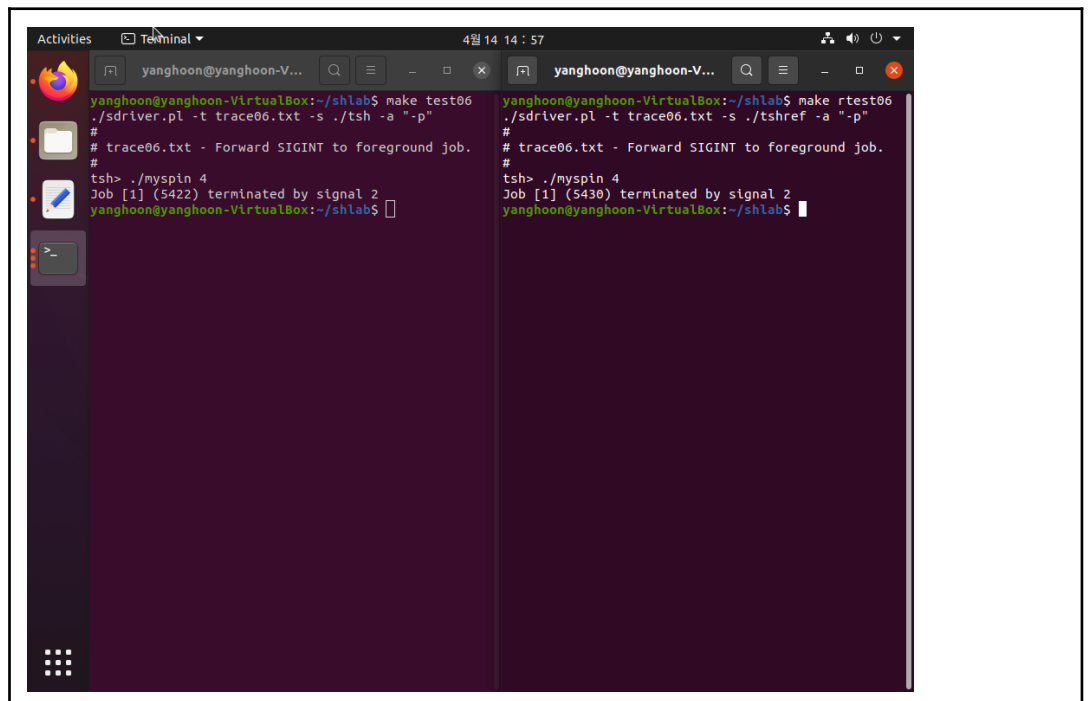 Activities Terminal 4월 14 14 : 57
yanghoon@yanghoon-V...
yanghoon@yanghoon-VirtualBox:~/shlab$ make test06
./sdriver.pl -t trace06.txt -s ./tsh -a "-p"
#
# trace06.txt - Forward SIGINT to foreground job.
#
tsh> ./myspin 4
Job [1] (5422) terminated by signal 2
yanghoon@yanghoon-VirtualBox:~/shlab$
yanghoon@yanghoon-V...
yanghoon@yanghoon-VirtualBox:~/shlab$ make rtest06
./sdriver.pl -t trace06.txt -s ./tshref -a "-p"
#
# trace06.txt - Forward SIGINT to foreground job.
#
tsh> ./myspin 4
Job [1] (5430) terminated by signal 2
yanghoon@yanghoon-VirtualBox:~/shlab$